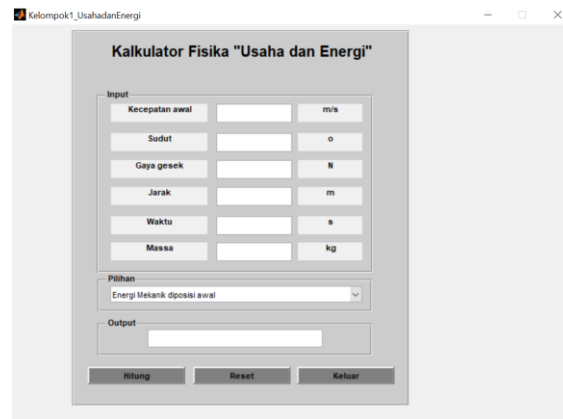 Kelompok1_UsahadanEnergi
Kalkulator Fisika "Usaha dan Energi"
Input
Kecepatan awal m/s
Sudut o
Gaya gesek N
Jarak m
Waktu s
Massa kg
Pilihan
Energi Mekanik diposisi awal
Output
Hitung Reset Keluar